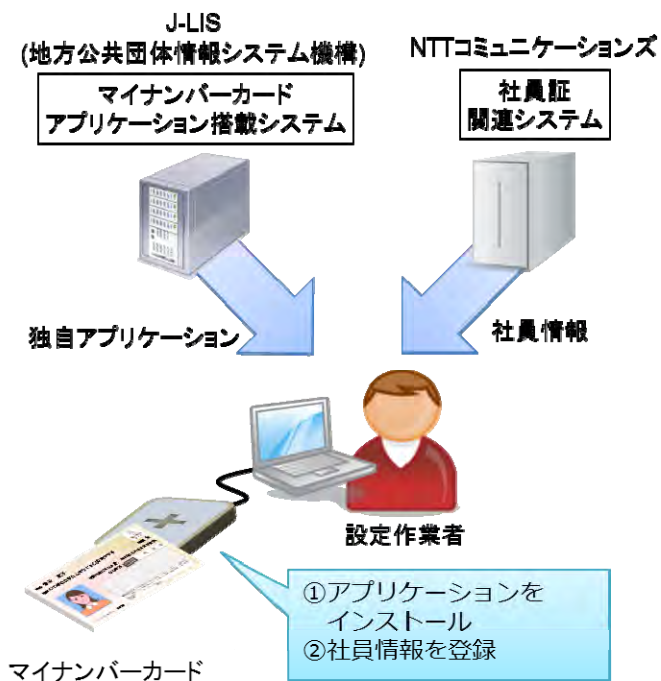 J-LIS
(地方公共団体情報システム機構)
マイナンバーカード
アプリケーション搭載システム
NTTコミュニケーションズ
社員証
関連システム
独自アプリケーション
社員情報
設定作業者
①アプリケーションを
インストール
②社員情報を登録
マイナンバーカード